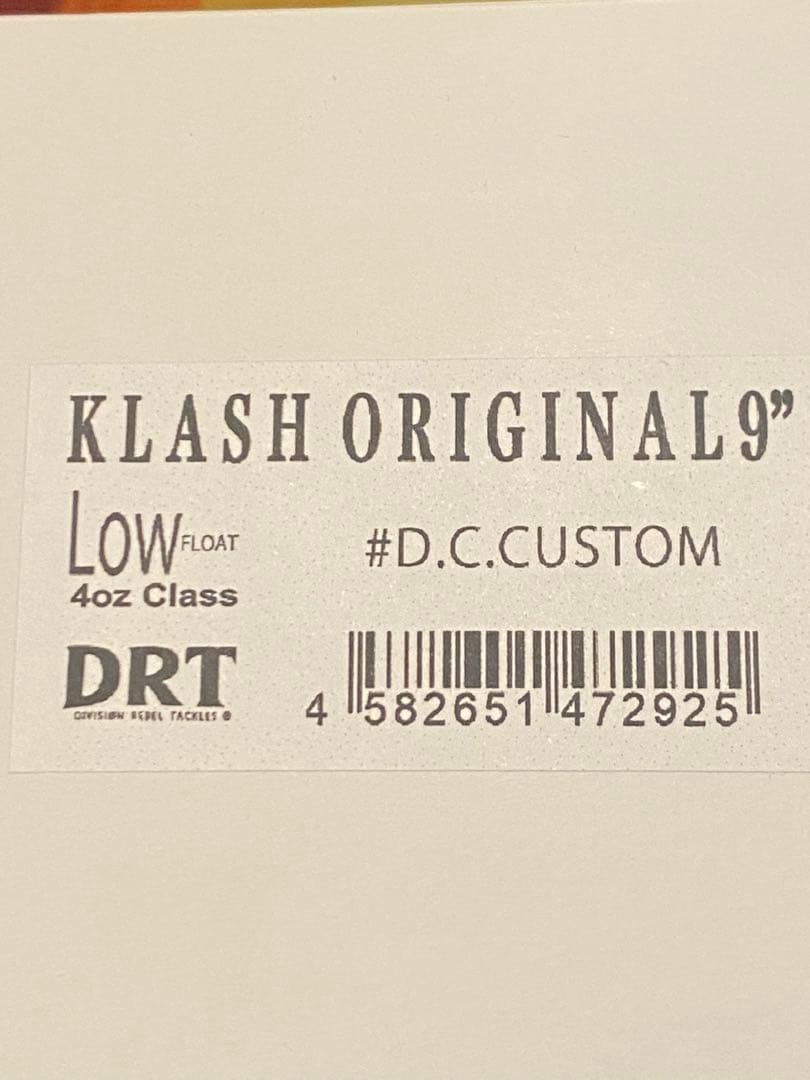 KLASH ORIGINAL 9”
LOW FLOAT
4oz Class
#D.C.CUSTOM
DRT
DIVISION REBEL TACKLES ®
4 582651 472925